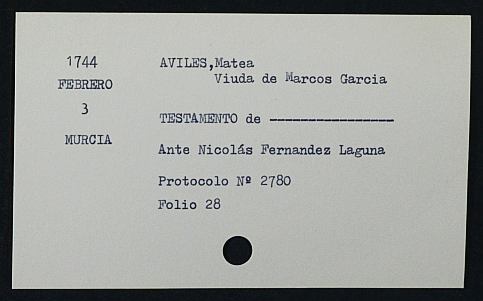 1744
FEBRERO
3
MURCIA
AVILES,Matea
Viuda de Marcos Garcia
TESTAMENTO de ----------------
Ante Nicolás Fernandez Laguna
Protocolo Nº 2780
Folio 28